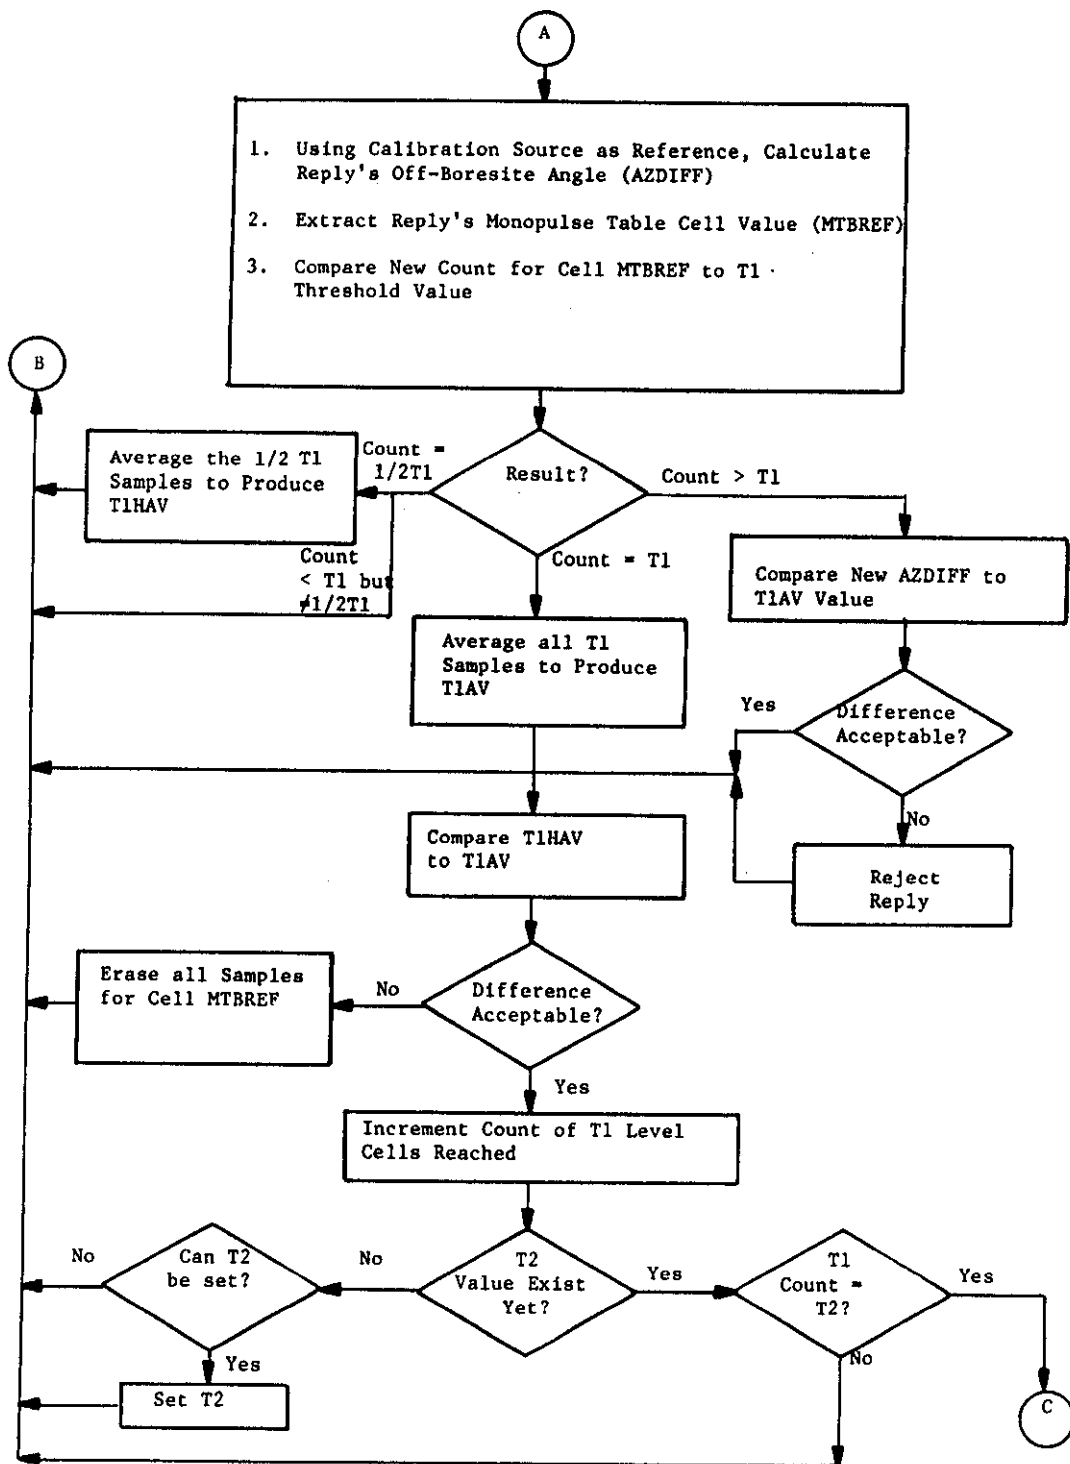 A
1. Using Calibration Source as Reference, Calculate
Reply's Off-Boresite Angle (AZDIFF)
2. Extract Reply's Monopulse Table Cell Value (MTBREF)
3. Compare New Count for Cell MTBREF to T1
Threshold Value
B
Average the 1/2 T1
Samples to Produce
T1HAV
Count =
1/2T1
Result?
Count > T1
Count
< T1 but
≠1/2T1
Count = T1
Compare New AZDIFF to
T1AV Value
Average all T1
Samples to Produce
T1AV
Yes
Difference
Acceptable?
No
Compare T1HAV
to T1AV
Reject
Reply
Erase all Samples
for Cell MTBREF
No
Difference
Acceptable?
Yes
Increment Count of T1 Level
Cells Reached
No
Can T2
be set?
No
T2
Value Exist
Yet?
Yes
T1
Count =
T2?
Yes
Yes
No
Set T2
C